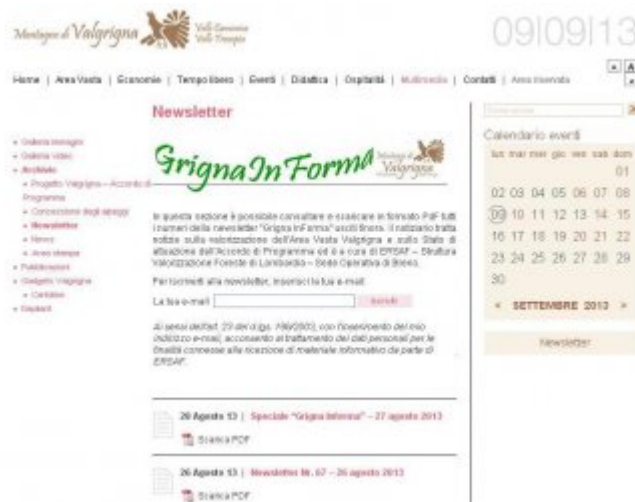 Montagne di Valgrigna
Valle Camonica
Valle Trompia
09|09|13
Home | Area Vasta | Economie | Tempo libero | Eventi | Didattica | Ospitalità | Multimedia | Contatti | Area riservata
A
Newsletter
Galleria immagini
Galleria video
Archivio
Progetto Valgrigna – Accordo di
Programma
Concessione degli alpeggi
Newsletter
News
Area stampa
Pubblicazioni
Gadgets Valgrigna
Cartoline
Depliant
GrignaInForma
Montagne di
Valgrigna
In questa sezione è possibile consultare e scaricare in formato Pdf tutti
i numeri della newsletter "Grigna InForma" usciti finora. Il notiziario tratta
notizie sulla valorizzazione dell'Area Vasta Valgrigna e sullo Stato di
attuazione dell'Accordo di Programma ed è a cura di ERSAF – Struttura
Valorizzazione Foreste di Lombardia – Sede Operativa di Breno.
Per iscriverti alla newsletter, inserisci la tua e-mail:
La tua e-mail
Iscriviti
Ai sensi dell'art. 23 del d.lgs. 196/2003, con l'inserimento del mio
indirizzo e-mail, acconsento al trattamento dei dati personali per le
finalità connesse alla ricezione di materiale informativo da parte di
ERSAF.
28 Agosto 13 | Speciale "Grigna Informa" – 27 agosto 2013
Scarica PDF
26 Agosto 13 | Newsletter Nr. 67 – 26 agosto 2013
Scarica PDF
Calendario eventi
lun mar mer gio ven sab dom
01
02 03 04 05 06 07 08
09 10 11 12 13 14 15
16 17 18 19 20 21 22
23 24 25 26 27 28 29
30
« SETTEMBRE 2013 »
Newsletter